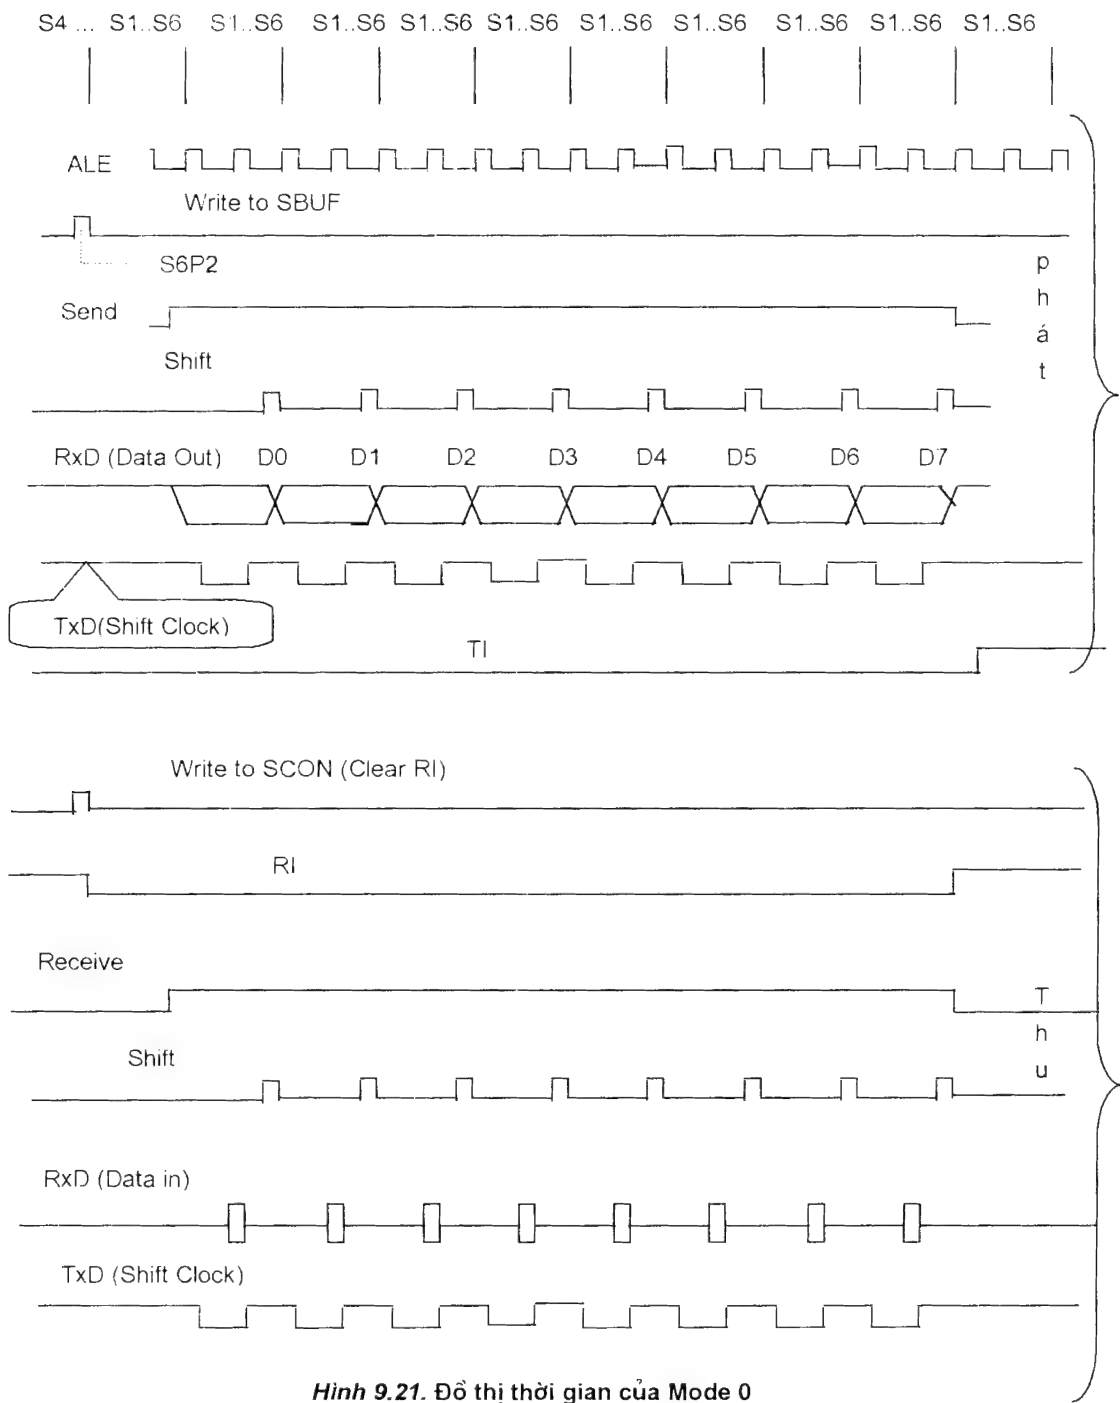 S4 ... S1..S6 S1..S6 S1..S6 S1..S6 S1..S6 S1..S6 S1..S6 S1..S6 S1..S6
ALE
Write to SBUF
S6P2
Send
phát
Shift
RxD (Data Out) D0 D1 D2 D3 D4 D5 D6 D7
TxD(Shift Clock)
TI
Write to SCON (Clear RI)
RI
Receive
Thu
Shift
RxD (Data in)
TxD (Shift Clock)
Hình 9.21. Đồ thị thời gian của Mode 0